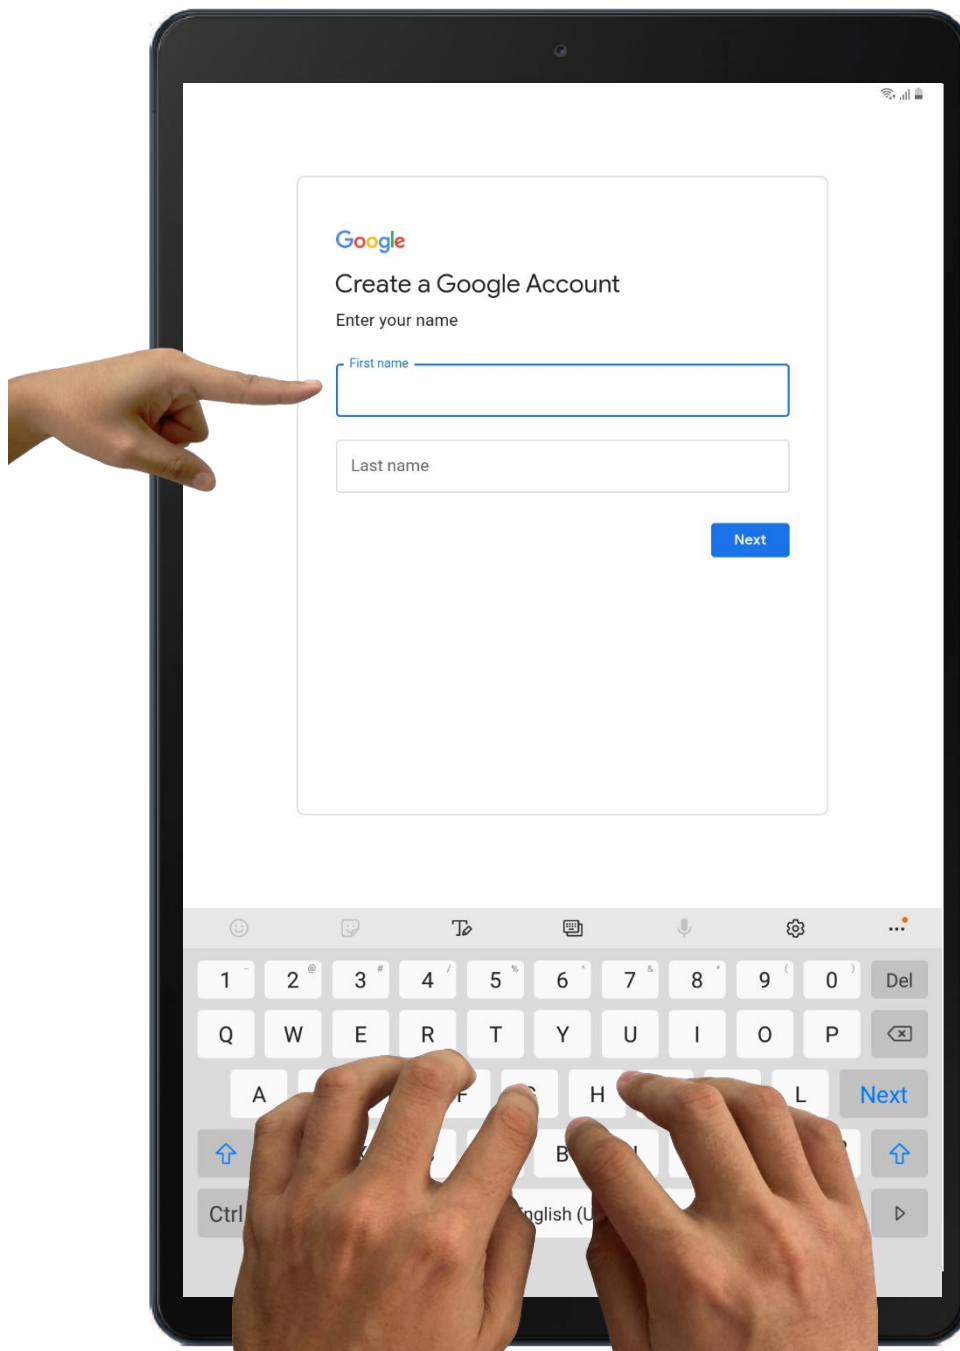 Google
Create a Google Account
Enter your name
First name
Last name
Next
1 2 @ 3 # 4 / 5 % 6 ^ 7 & 8 * 9 ( 0 ) Del
Q W E R T Y U I O P
A F H L Next
B
Ctrl English (U